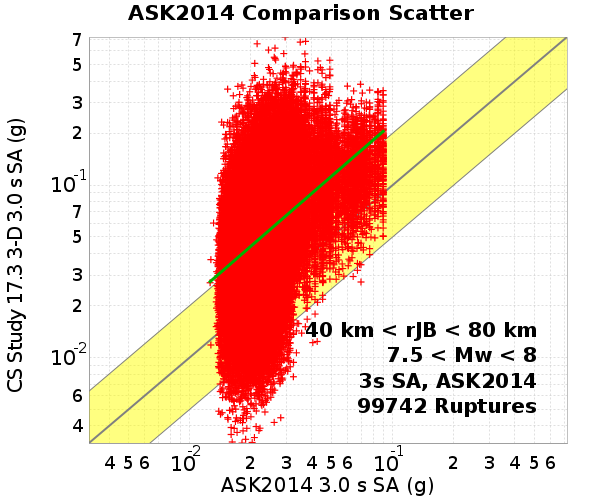 ASK2014 Comparison Scatter
CS Study 17.3 3-D 3.0 s SA (g)
7
5
3
2
10-1
7
5
3
2
10-2
6
4
40 km < rJB < 80 km
7.5 < Mw < 8
3s SA, ASK2014
99742 Ruptures
4 5 6 10-2 2 3 4 5 6 10-1 2 3 4 5 6
ASK2014 3.0 s SA (g)